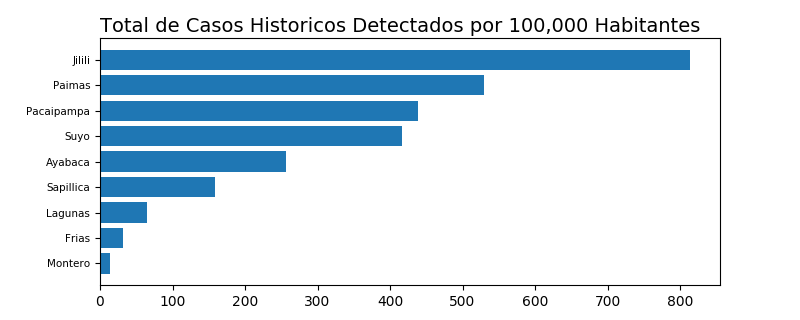 Total de Casos Historicos Detectados por 100,000 Habitantes
Jilili
Paimas
Pacaipampa
Suyo
Ayabaca
Sapillica
Lagunas
Frias
Montero
0 100 200 300 400 500 600 700 800